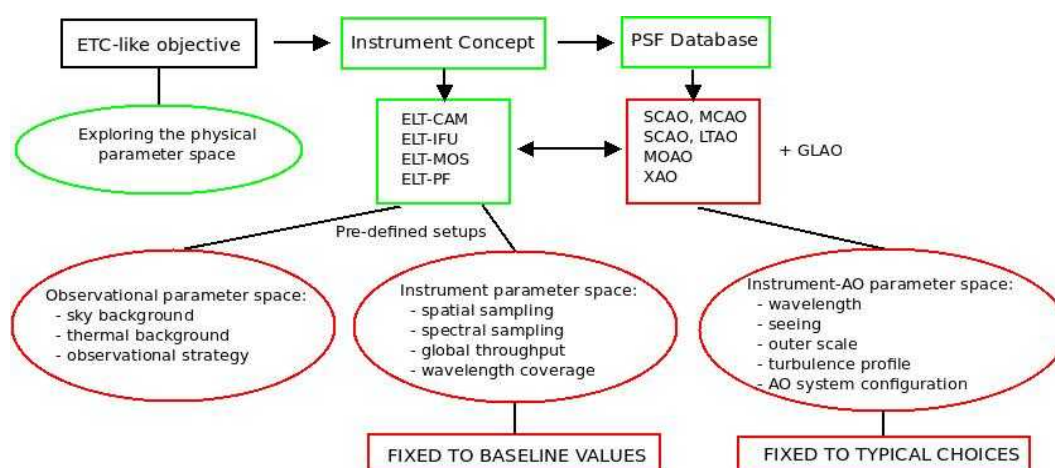 ETC-like objective
Instrument Concept
PSF Database
Exploring the physical
parameter space
ELT-CAM
ELT-IFU
ELT-MOS
ELT-PF
SCAO, MCAO
SCAO, LTAO
MOAO
XAO
+ GLAO
Pre-defined setups
Observational parameter space:
- sky background
- thermal background
- observational strategy
Instrument parameter space:
- spatial sampling
- spectral sampling
- global throughput
- wavelength coverage
Instrument-AO parameter space:
- wavelength
- seeing
- outer scale
- turbulence profile
- AO system configuration
FIXED TO BASELINE VALUES
FIXED TO TYPICAL CHOICES